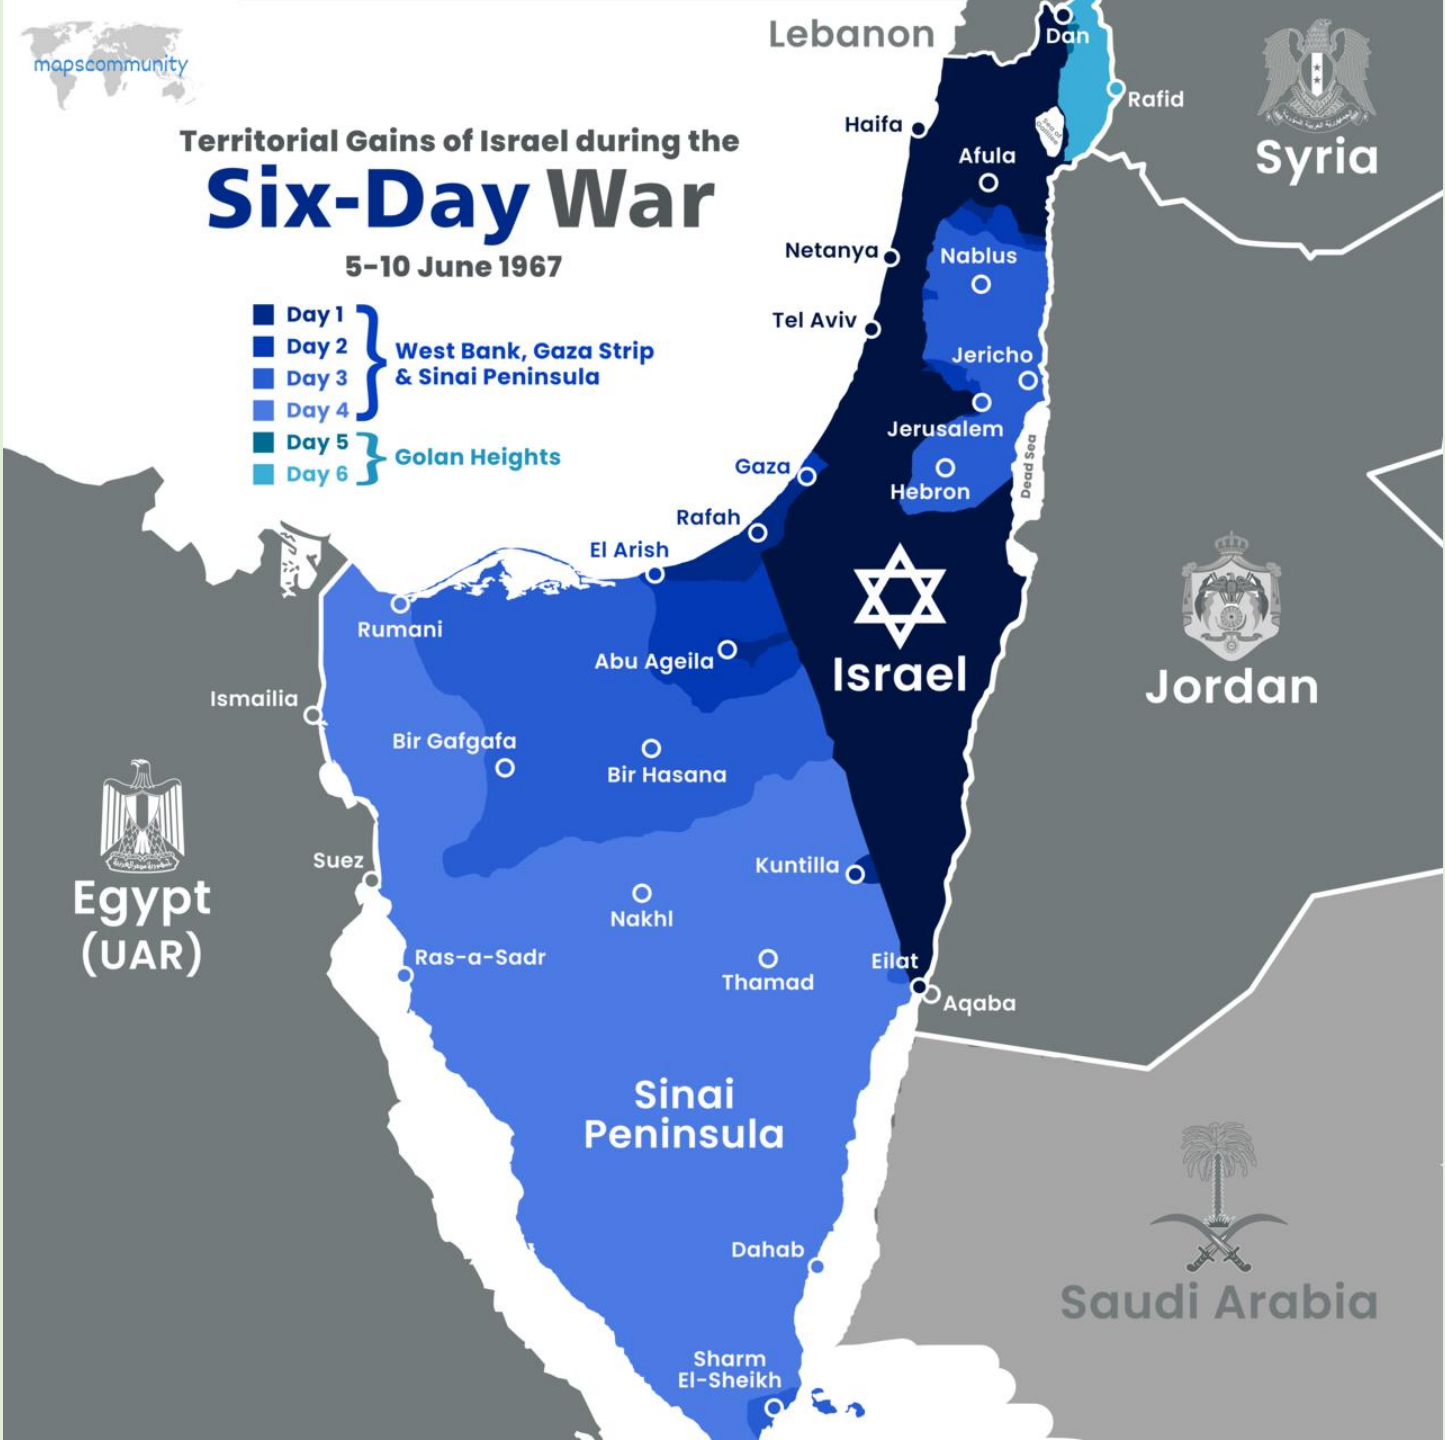 mapscommunity
Territorial Gains of Israel during the
Six-Day War
5-10 June 1967
Day 1
Day 2
Day 3
Day 4
West Bank, Gaza Strip
& Sinai Peninsula
Day 5
Day 6
Golan Heights
Lebanon
Dan
Rafid
Syria
Haifa
Sea of
Galilee
Afula
Netanya
Nablus
Tel Aviv
Jericho
Jerusalem
Dead Sea
Gaza
Hebron
Rafah
El Arish
Rumani
Israel
Abu Ageila
Jordan
Ismailia
Bir Gafgafa
Bir Hasana
Suez
Kuntilla
Egypt
(UAR)
Nakhl
Ras-a-Sadr
Thamad
Eilat
Aqaba
Sinai
Peninsula
Dahab
Saudi Arabia
Sharm
El-Sheikh